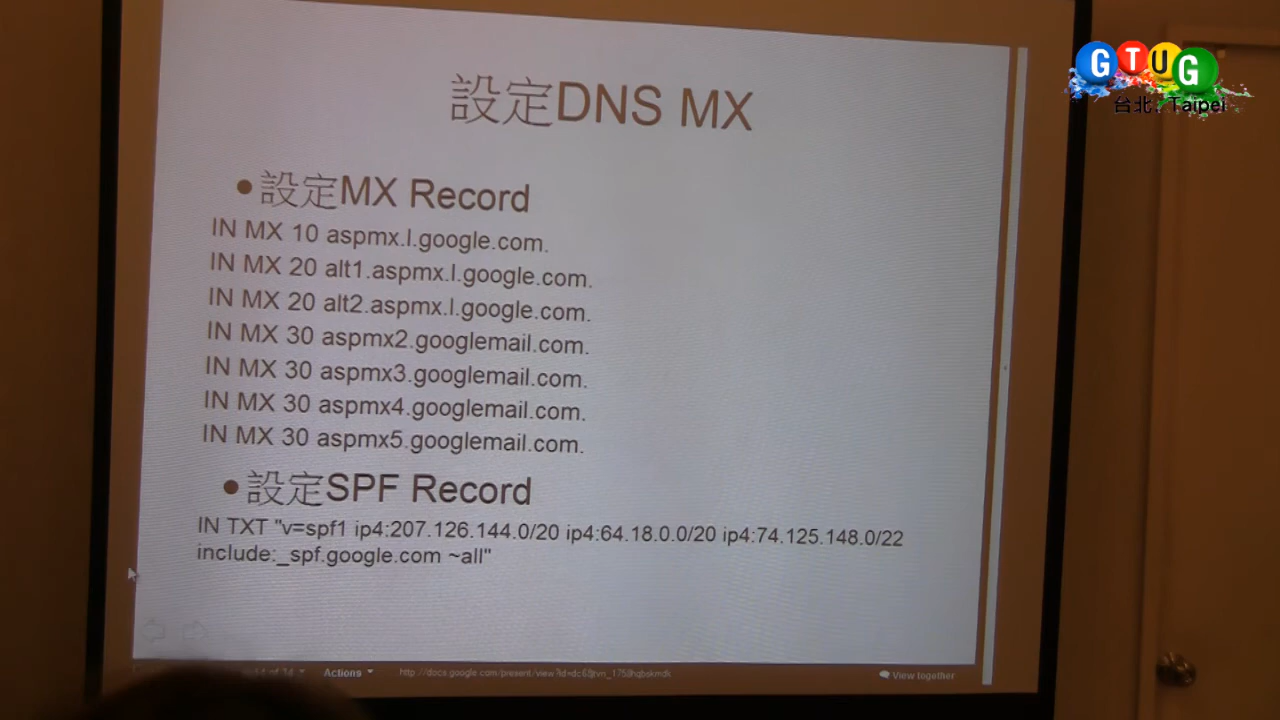 設定DNS MX
• 設定MX Record
IN MX 10 aspmx.l.google.com.
IN MX 20 alt1.aspmx.l.google.com.
IN MX 20 alt2.aspmx.l.google.com.
IN MX 30 aspmx2.googlemail.com.
IN MX 30 aspmx3.googlemail.com.
IN MX 30 aspmx4.googlemail.com.
IN MX 30 aspmx5.googlemail.com.
• 設定SPF Record
IN TXT "v=spf1 ip4:207.126.144.0/20 ip4:64.18.0.0/20 ip4:74.125.148.0/22
include:_spf.google.com ~all"
Actions
View together
GTUG
台北, Taipei